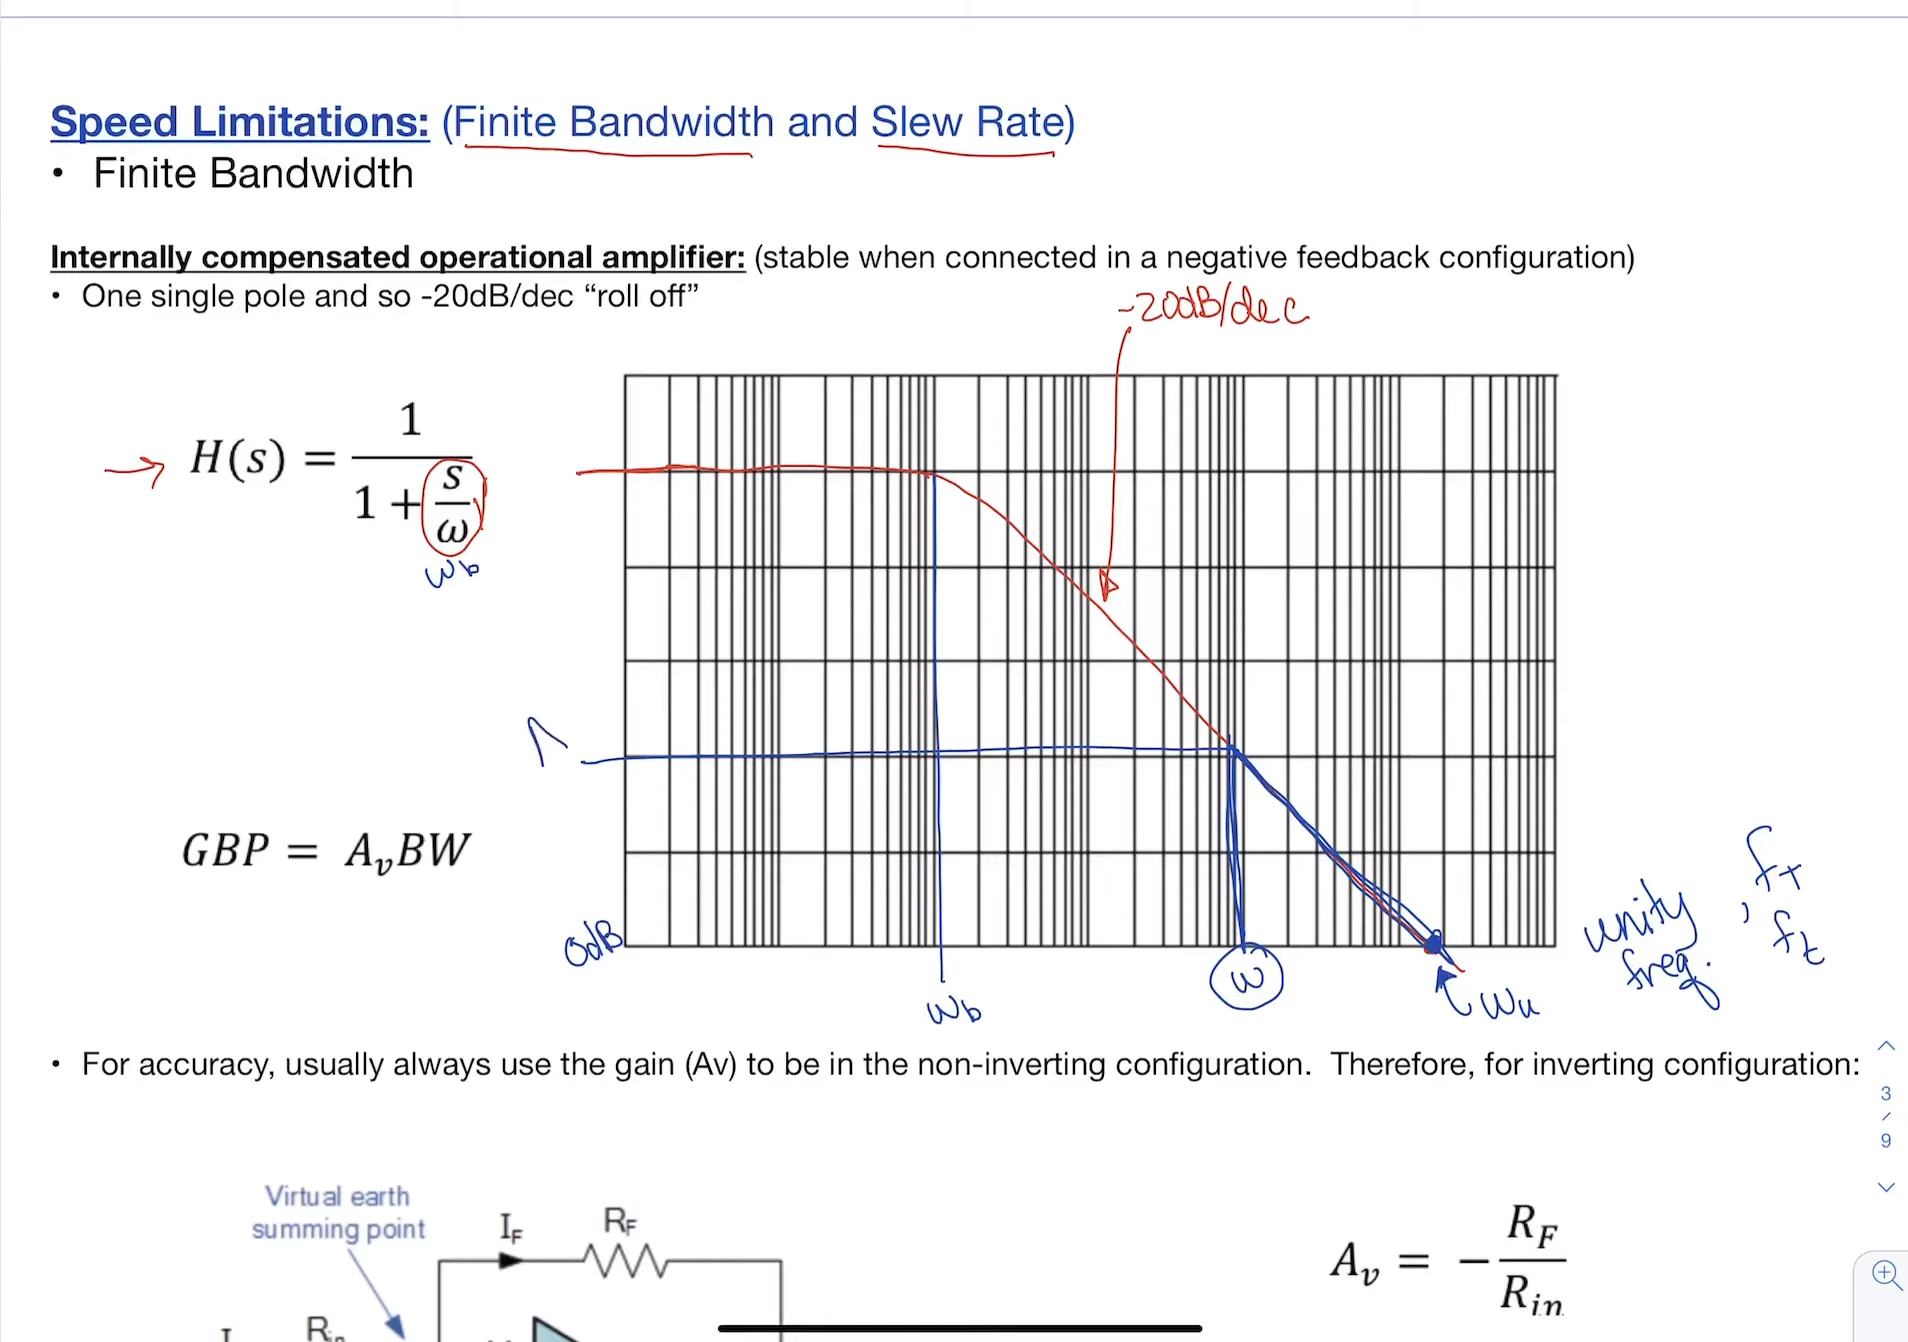 Speed Limitations: (Finite Bandwidth and Slew Rate)
• Finite Bandwidth
Internally compensated operational amplifier: (stable when connected in a negative feedback configuration)
• One single pole and so -20dB/dec “roll off”
-20dB/dec
H(s) = 1 / (1 + s/ω)
ωb
GBP = AvBW
0dB
ωb
ω
ωu
unity freq.
, fT
ft
• For accuracy, usually always use the gain (Av) to be in the non-inverting configuration. Therefore, for inverting configuration:
3
/
9
Virtual earth
summing point
IF
RF
Av = - RF / Rin
Rin